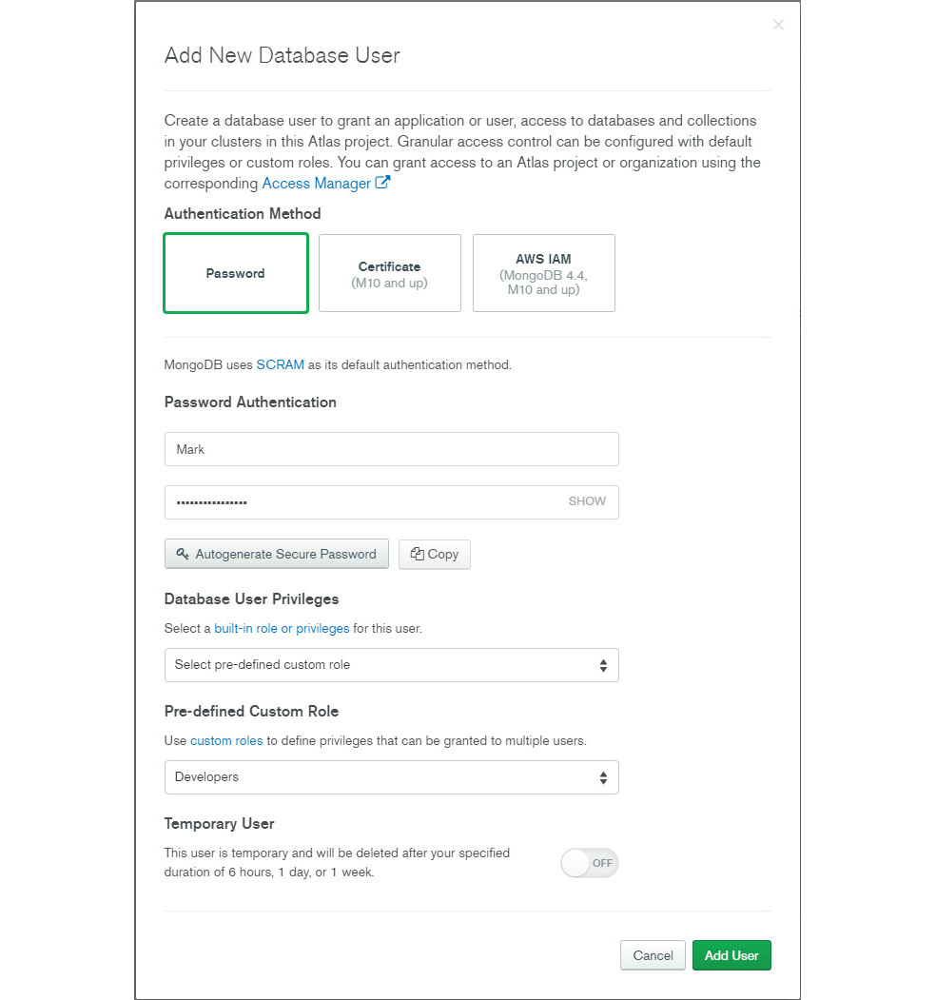 Add New Database User
Create a database user to grant an application or user, access to databases and collections
in your clusters in this Atlas project. Granular access control can be configured with default
privileges or custom roles. You can grant access to an Atlas project or organization using the
corresponding Access Manager
Authentication Method
Password
Certificate
(M10 and up)
AWS IAM
(MongoDB 4.4,
M10 and up)
MongoDB uses SCRAM as its default authentication method.
Password Authentication
Mark
................ SHOW
Autogenerate Secure Password
Copy
Database User Privileges
Select a built-in role or privileges for this user.
Select pre-defined custom role
Pre-defined Custom Role
Use custom roles to define privileges that can be granted to multiple users.
Developers
Temporary User
This user is temporary and will be deleted after your specified
duration of 6 hours, 1 day, or 1 week.
OFF
Cancel
Add User